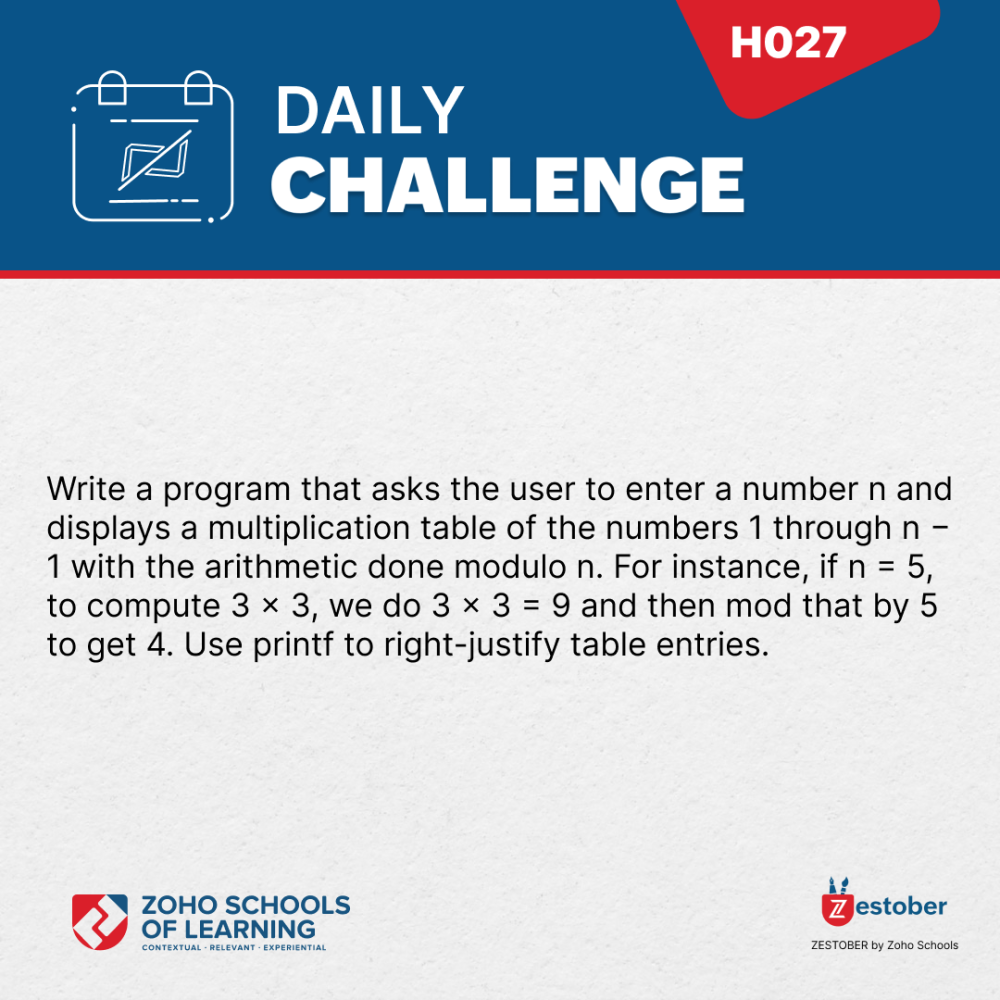 H027
DAILY
CHALLENGE
Write a program that asks the user to enter a number n and
displays a multiplication table of the numbers 1 through n −
1 with the arithmetic done modulo n. For instance, if n = 5,
to compute 3 × 3, we do 3 × 3 = 9 and then mod that by 5
to get 4. Use printf to right-justify table entries.
ZOHO SCHOOLS
OF LEARNING
CONTEXTUAL · RELEVANT · EXPERIENTIAL
Zestober
ZESTOBER by Zoho Schools